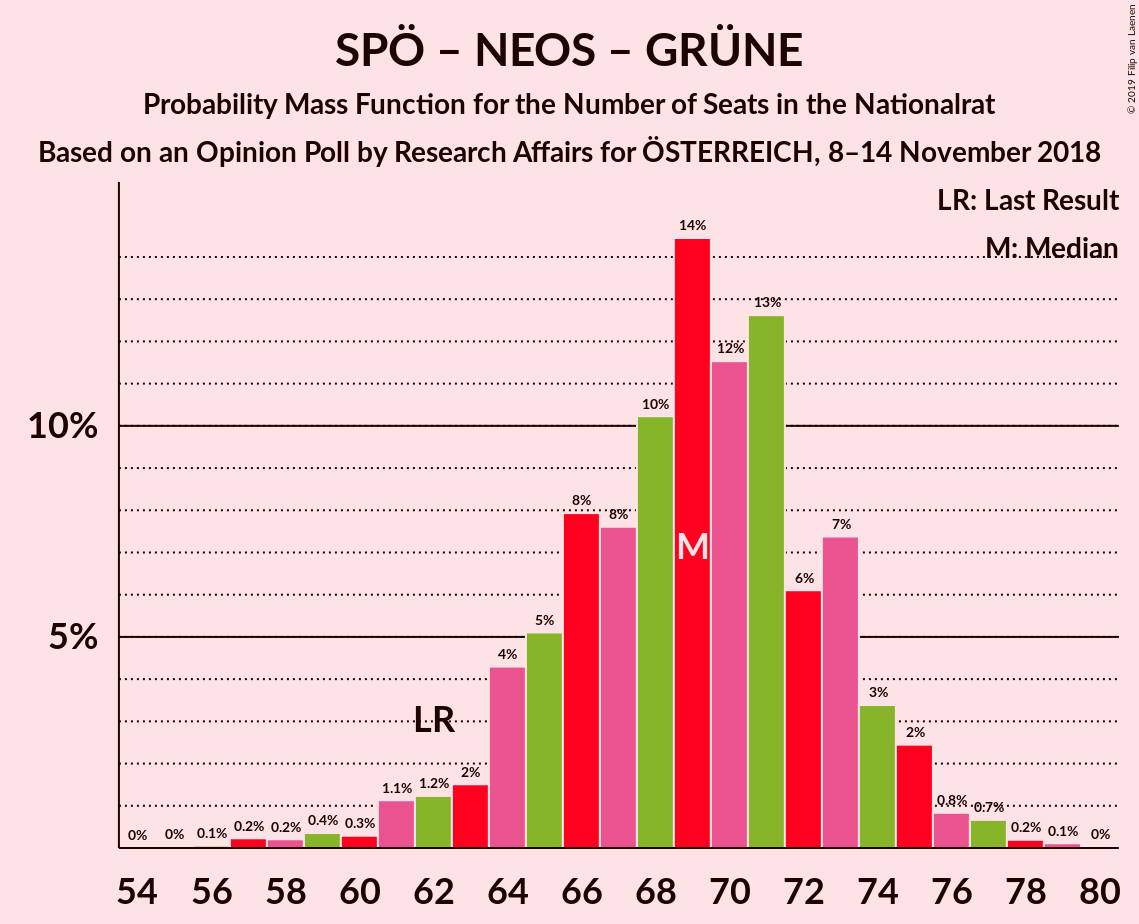 SPÖ – NEOS – GRÜNE
Probability Mass Function for the Number of Seats in the Nationalrat
Based on an Opinion Poll by Research Affairs for ÖSTERREICH, 8–14 November 2018
© 2019 Filip van Laenen
LR: Last Result
M: Median
10%
5%
0% 0% 0.1% 0.2% 0.2% 0.4% 0.3% 1.1% 1.2% 2% 4% 5% 8% 8% 10% 14% 12% 13% 6% 7% 3% 2% 0.8% 0.7% 0.2% 0.1% 0%
LR
M
54 56 58 60 62 64 66 68 70 72 74 76 78 80